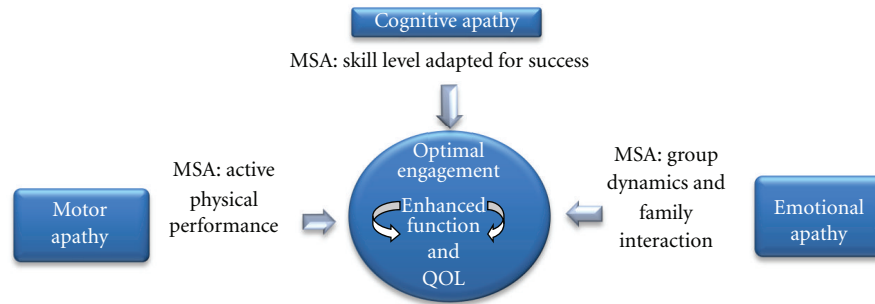 Cognitive apathy
MSA: skill level adapted for success
Optimal
engagement
Enhanced
function
and
QOL
MSA: active
physical
performance
Motor
apathy
MSA: group
dynamics and
family
interaction
Emotional
apathy